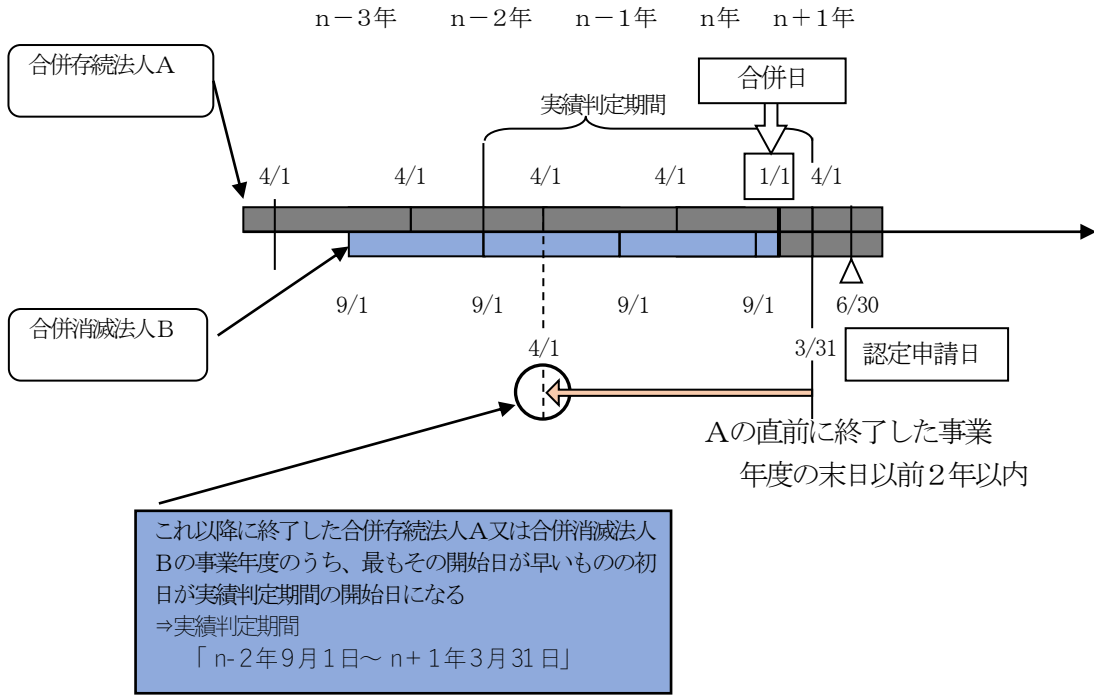 n－3年　n－2年　n－1年　n年　n＋1年
合併存続法人Ａ
合併日
実績判定期間
4/1　4/1　4/1　4/1　1/1　4/1
9/1　9/1　9/1　9/1　6/30
合併消滅法人Ｂ
4/1　3/31
認定申請日
Ａの直前に終了した事業
年度の末日以前２年以内
これ以降に終了した合併存続法人Ａ又は合併消滅法人
Ｂの事業年度のうち、最もその開始日が早いものの初
日が実績判定期間の開始日になる
⇒実績判定期間
「n-2年9月1日～n+1年3月31日」